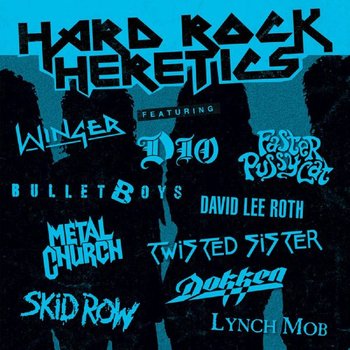 HARD ROCK
HERETICS
FEATURING
WINGER
DIO
FASTER
PUSSYCAT
BULLETBOYS
DAVID LEE ROTH
METAL
CHURCH
TWISTED SISTER
SKID ROW
Dokken
LYNCH MOB